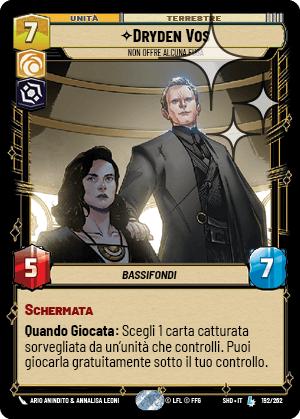 7
UNITÀ
TERRESTRE
✧DRYDEN VOS
NON OFFRE ALCUNA FUGA
5
BASSIFONDI
7
SCHERMATA
Quando Giocata: Scegli 1 carta catturata
sorvegliata da un'unità che controlli. Puoi
giocarla gratuitamente sotto il tuo controllo.
ARIO ANINDITO & ANNALISA LEONI
© LFL © FFG
SHD • IT
192/262